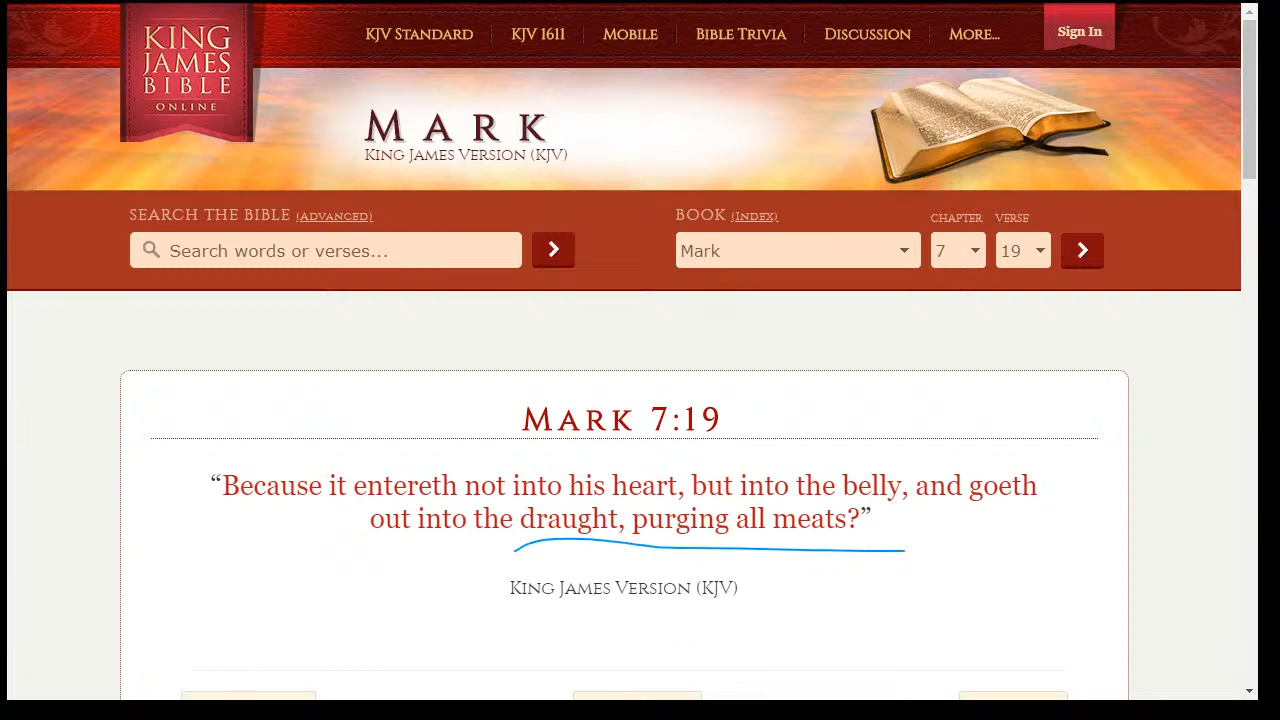 KING
JAMES
BIBLE
ONLINE
KJV STANDARD
KJV 1611
MOBILE
BIBLE TRIVIA
DISCUSSION
MORE...
Sign In
MARK
KING JAMES VERSION (KJV)
SEARCH THE BIBLE (ADVANCED)
Search words or verses...
BOOK (INDEX)
CHAPTER
VERSE
Mark
7
19
MARK 7:19
“Because it entereth not into his heart, but into the belly, and goeth
out into the draught, purging all meats?”
KING JAMES VERSION (KJV)